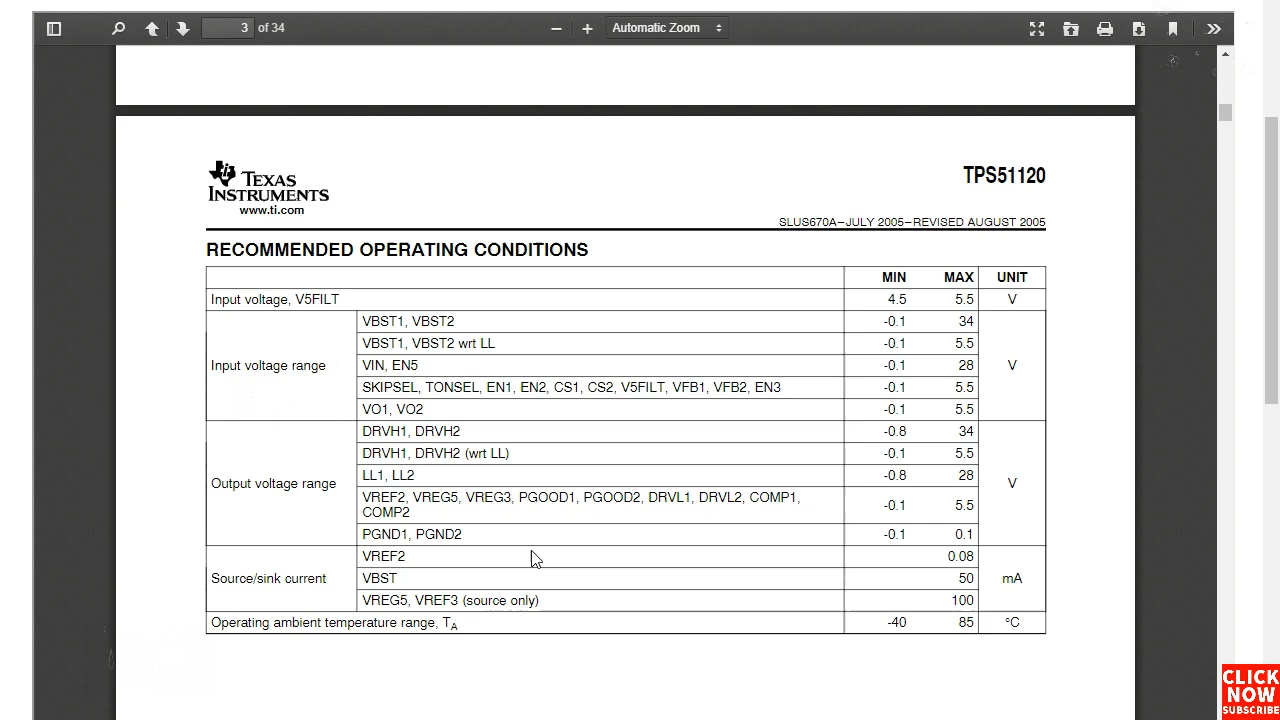 3 of 34
Automatic Zoom
TEXAS
INSTRUMENTS
www.ti.com
TPS51120
SLUS670A–JULY 2005–REVISED AUGUST 2005
RECOMMENDED OPERATING CONDITIONS
MIN MAX UNIT
Input voltage, V5FILT 4.5 5.5 V
VBST1, VBST2 -0.1 34
VBST1, VBST2 wrt LL -0.1 5.5
Input voltage range VIN, EN5 -0.1 28 V
SKIPSEL, TONSEL, EN1, EN2, CS1, CS2, V5FILT, VFB1, VFB2, EN3 -0.1 5.5
VO1, VO2 -0.1 5.5
DRVH1, DRVH2 -0.8 34
DRVH1, DRVH2 (wrt LL) -0.1 5.5
LL1, LL2 -0.8 28
Output voltage range V
VREF2, VREG5, VREG3, PGOOD1, PGOOD2, DRVL1, DRVL2, COMP1,
COMP2 -0.1 5.5
PGND1, PGND2 -0.1 0.1
VREF2 0.08
Source/sink current VBST 50 mA
VREG5, VREF3 (source only) 100
Operating ambient temperature range, TA -40 85 °C
CLICK
NOW
SUBSCRIBE